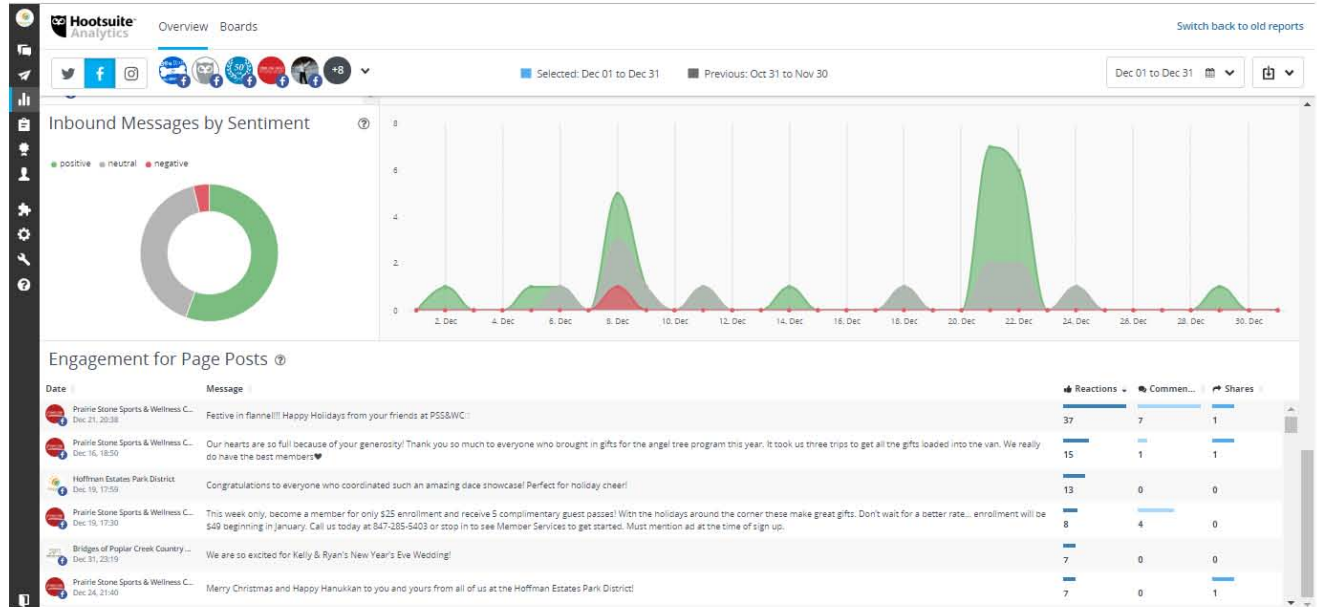 Hootsuite
Analytics
Overview Boards
Switch back to old reports
+8
Selected: Dec 01 to Dec 31 Previous: Oct 31 to Nov 30
Dec 01 to Dec 31
Inbound Messages by Sentiment
positive neutral negative
8
6
4
2
0
2. Dec 4. Dec 6. Dec 8. Dec 10. Dec 12. Dec 14. Dec 16. Dec 18. Dec 20. Dec 22. Dec 24. Dec 26. Dec 28. Dec 30. Dec
Engagement for Page Posts
Date Message Reactions Commen... Shares
Prairie Stone Sports & Wellness C...
Dec 21, 20:38
Festive in flannel!!! Happy Holidays from your friends at PSS&WC
37 7 1
Prairie Stone Sports & Wellness C...
Dec 16, 18:50
Our hearts are so full because of your generosity! Thank you so much to everyone who brought in gifts for the angel tree program this year. It took us three trips to get all the gifts loaded into the van. We really
do have the best members♥
15 1 1
Hoffman Estates Park District
Dec 19, 17:59
Congratulations to everyone who coordinated such an amazing dace showcase! Perfect for holiday cheer!
13 0 0
Prairie Stone Sports & Wellness C...
Dec 19, 17:30
This week only, become a member for only $25 enrollment and receive 5 complimentary guest passes! With the holidays around the corner these make great gifts. Don't wait for a better rate... enrollment will be
$49 beginning in January. Call us today at 847-285-5403 or stop in to see Member Services to get started. Must mention ad at the time of sign up.
8 4 0
Bridges of Poplar Creek Country ...
Dec 31, 23:19
We are so excited for Kelly & Ryan's New Year's Eve Wedding!
7 0 0
Prairie Stone Sports & Wellness C...
Dec 24, 21:40
Merry Christmas and Happy Hanukkan to you and yours from all of us at the Hoffman Estates Park District!
7 0 1